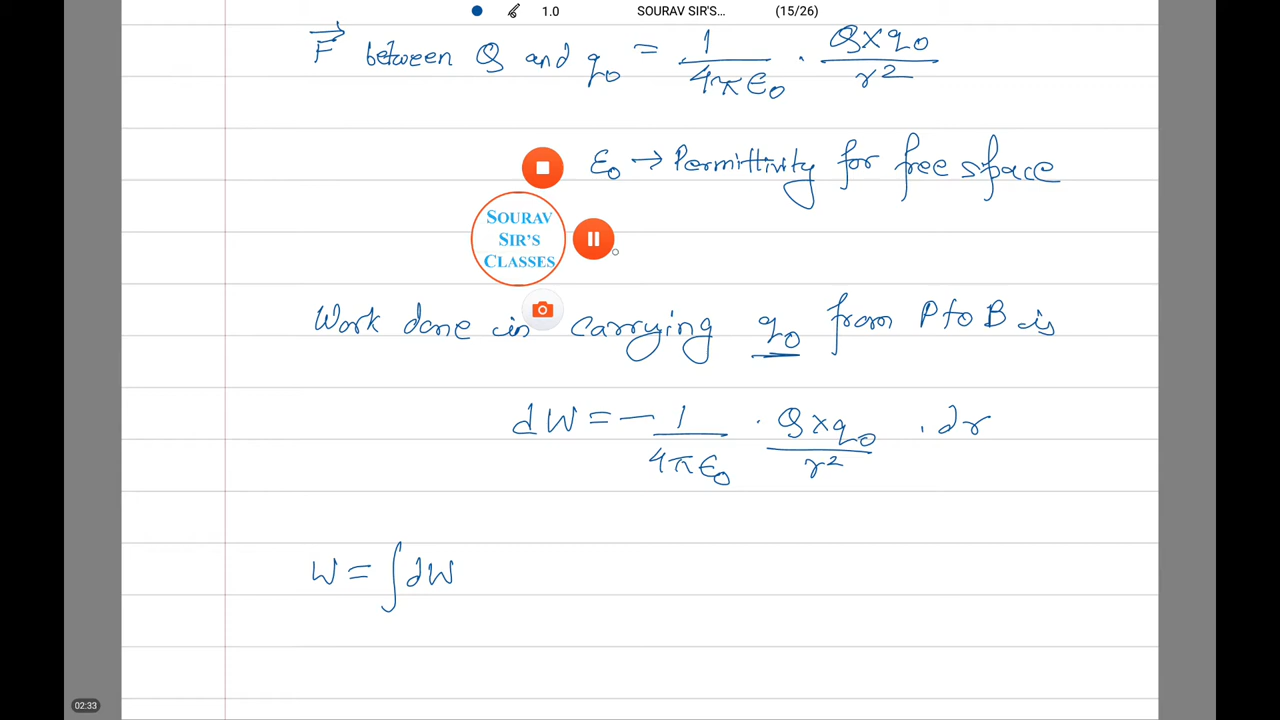 1.0 SOURAV SIR'S... (15/26)
F⃗ between Q and q₀ = 1/4πε₀ · Q×q₀/r²
ε₀ → Permittivity for free space
SOURAV
SIR'S
CLASSES
Work done in carrying q₀ from P to B is
dW = - 1/4πε₀ · Q×q₀/r² . dr
W = ∫dW
02:33